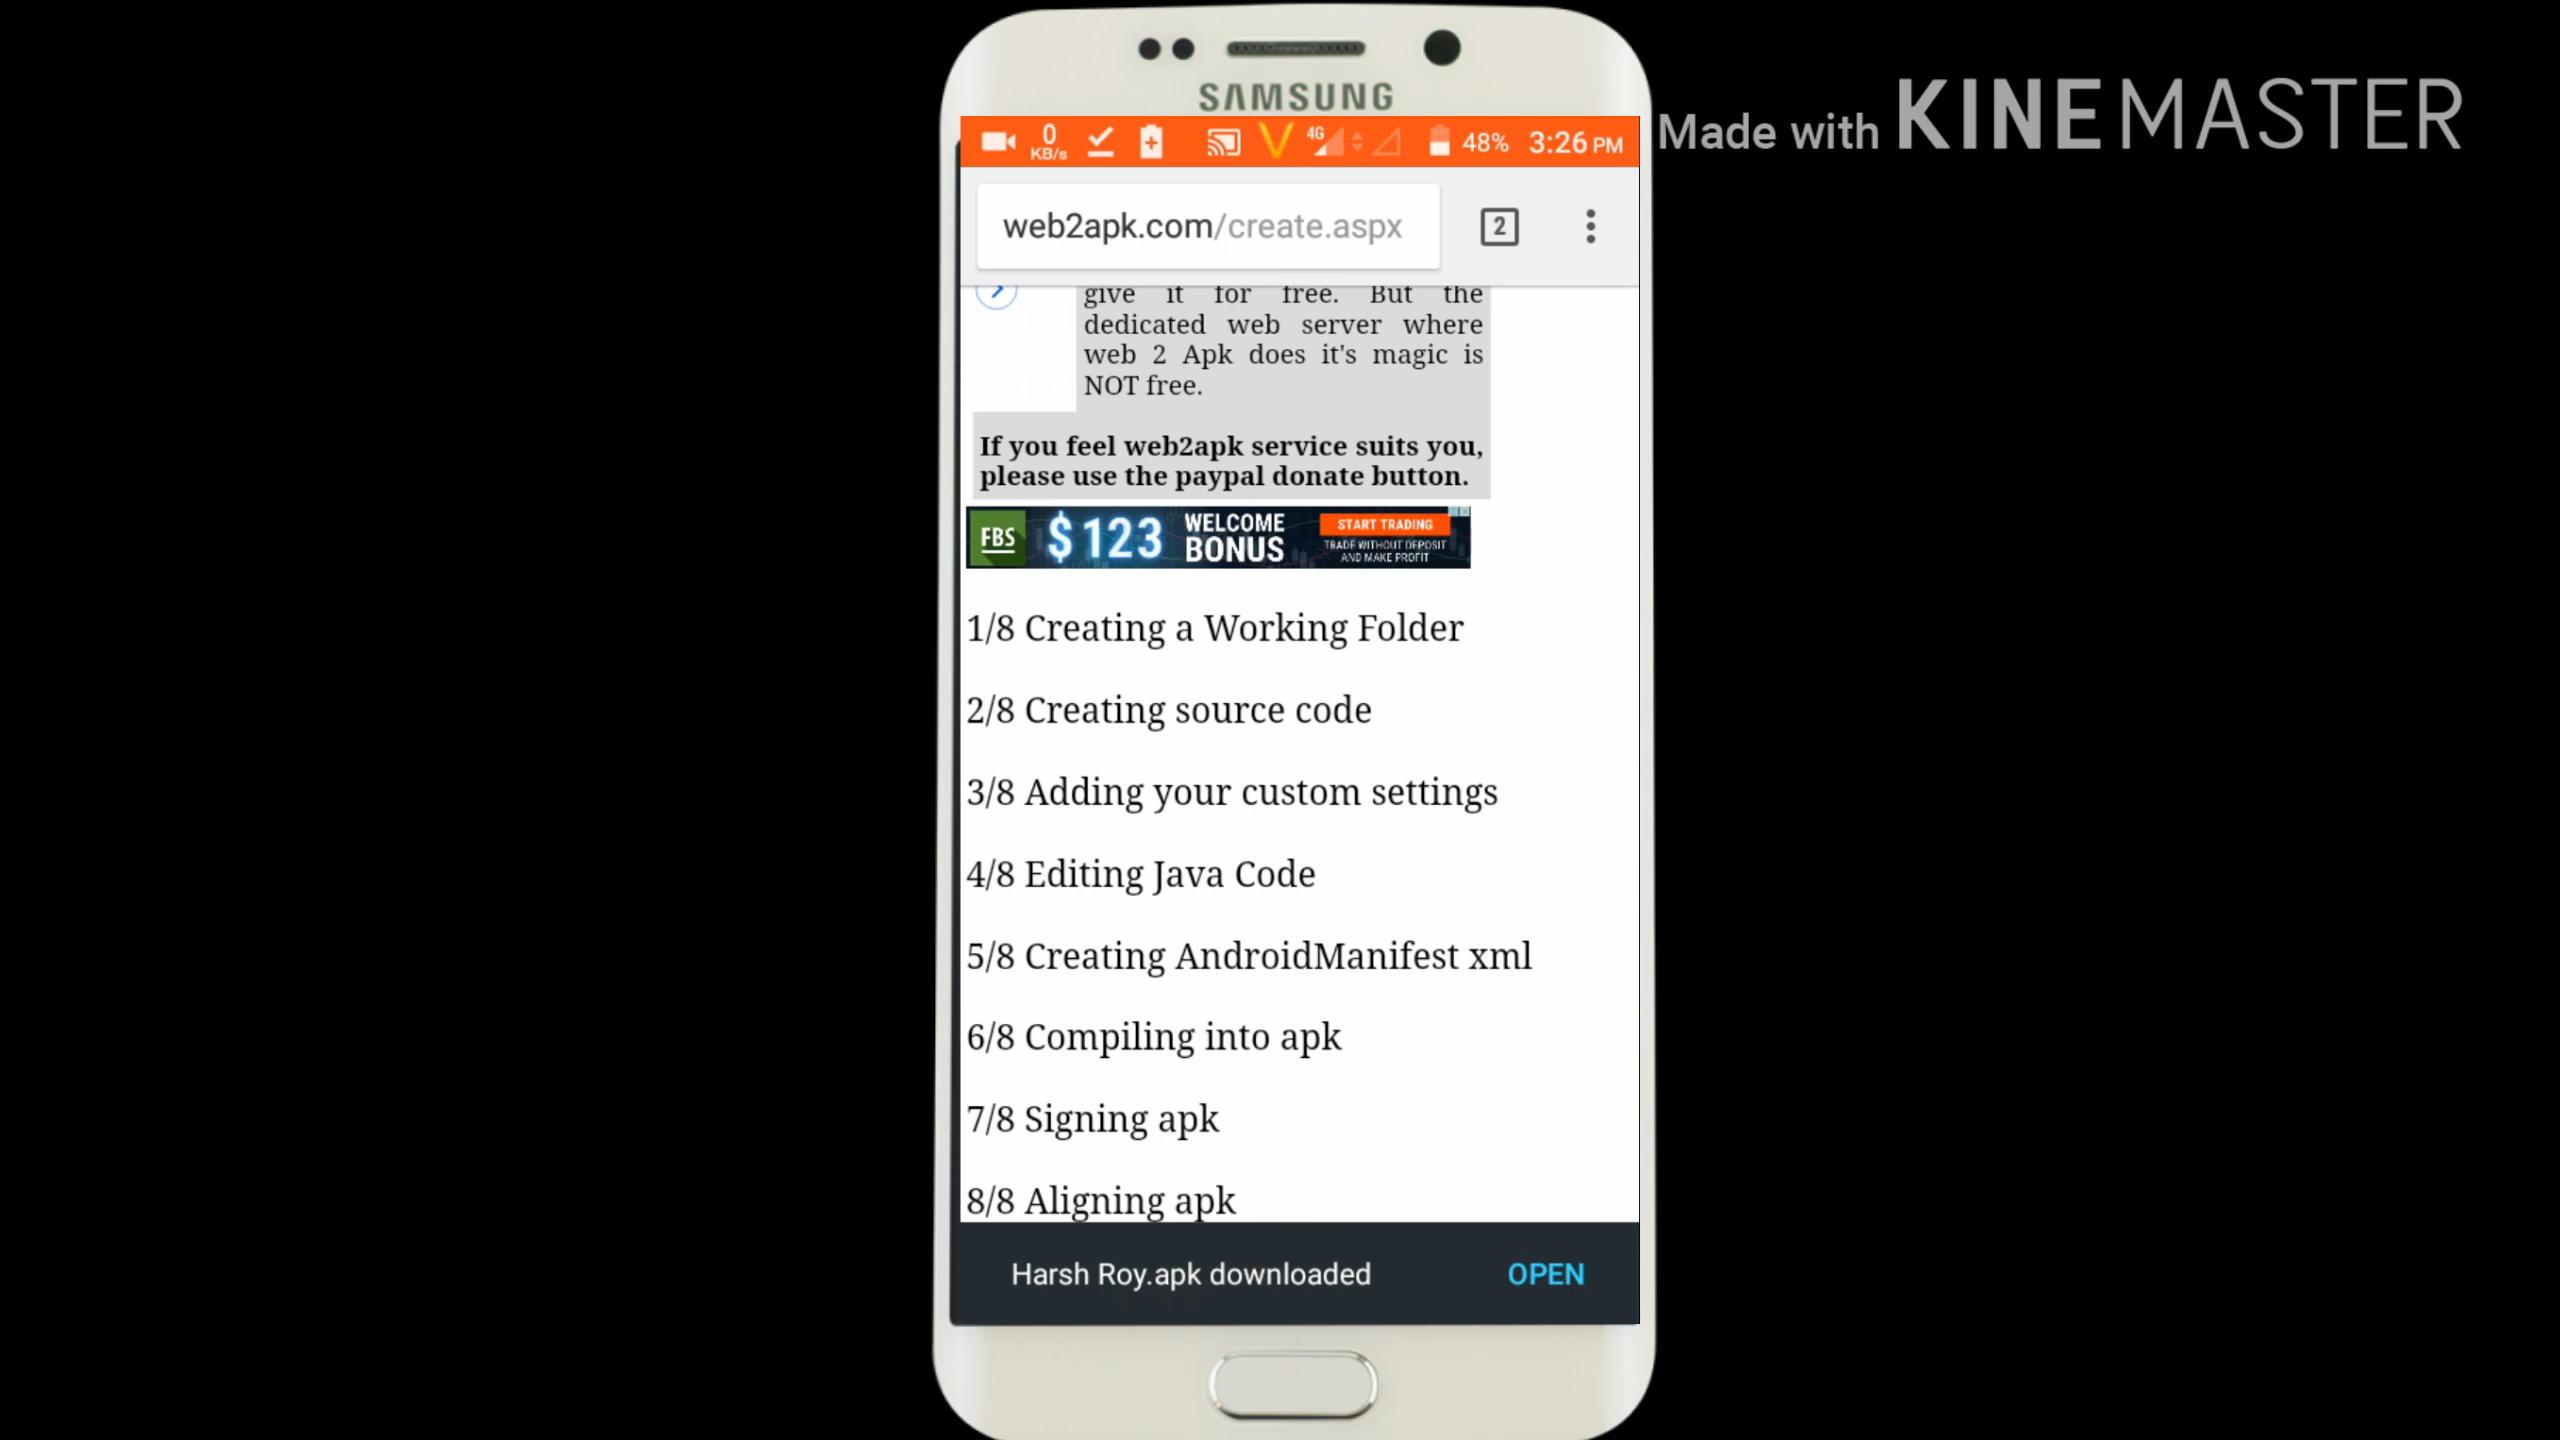 SAMSUNG
Made with KINEMASTER
0 KB/s 4G 48% 3:26 PM
web2apk.com/create.aspx 2
give it for free. But the
dedicated web server where
web 2 Apk does it's magic is
NOT free.
If you feel web2apk service suits you,
please use the paypal donate button.
FBS $123 WELCOME BONUS START TRADING
TRADE WITHOUT DEPOSIT
AND MAKE PROFIT
1/8 Creating a Working Folder
2/8 Creating source code
3/8 Adding your custom settings
4/8 Editing Java Code
5/8 Creating AndroidManifest xml
6/8 Compiling into apk
7/8 Signing apk
8/8 Aligning apk
Harsh Roy.apk downloaded OPEN